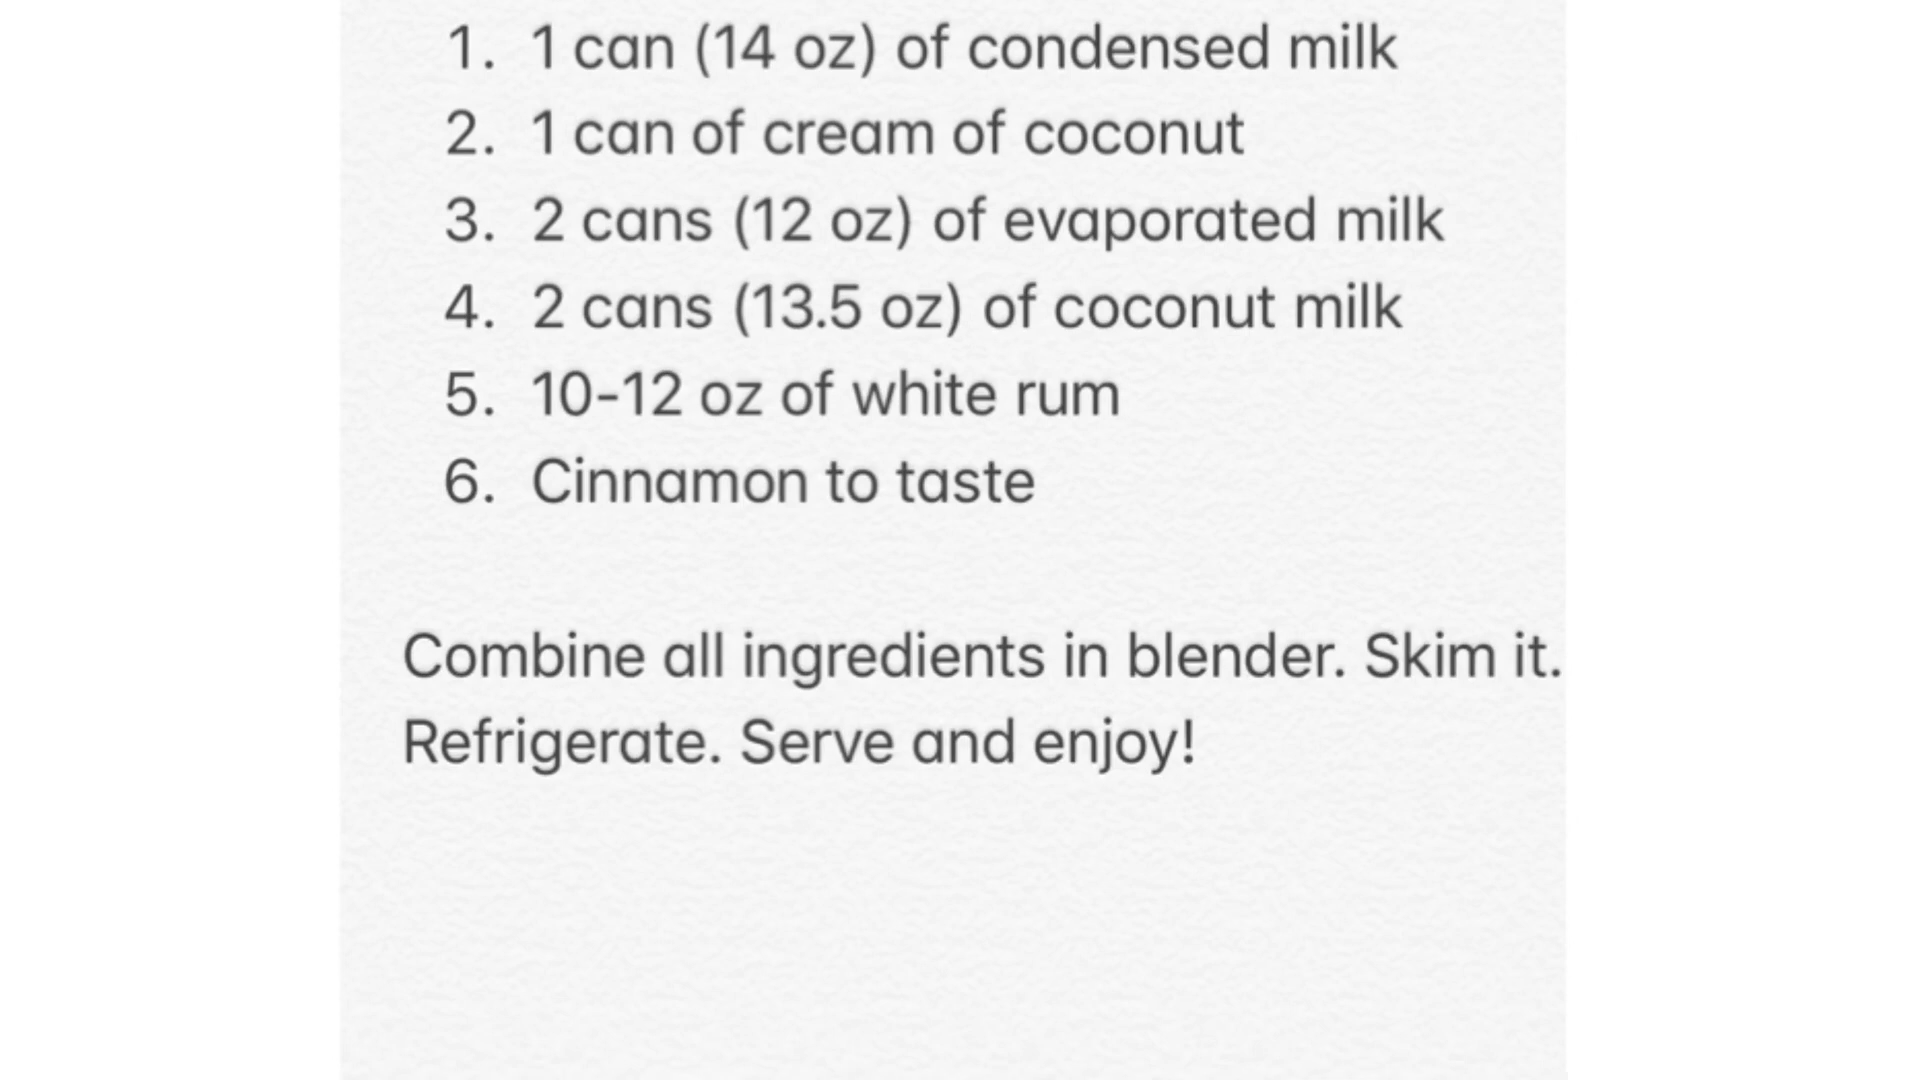 1. 1 can (14 oz) of condensed milk
2. 1 can of cream of coconut
3. 2 cans (12 oz) of evaporated milk
4. 2 cans (13.5 oz) of coconut milk
5. 10-12 oz of white rum
6. Cinnamon to taste
Combine all ingredients in blender. Skim it.
Refrigerate. Serve and enjoy!